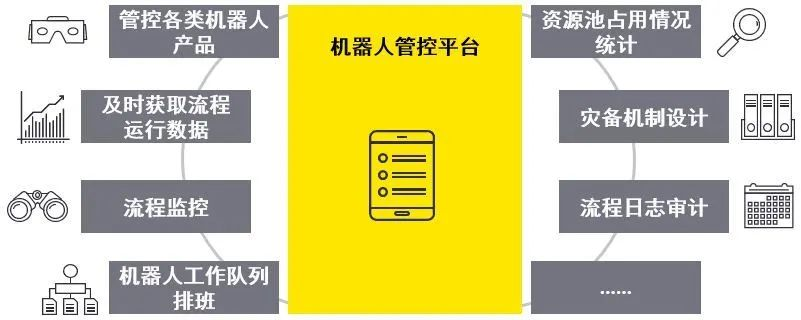 管控各类机器人
产品
及时获取流程
运行数据
流程监控
机器人工作队列
排班
机器人管控平台
资源池占用情况
统计
灾备机制设计
流程日志审计
......